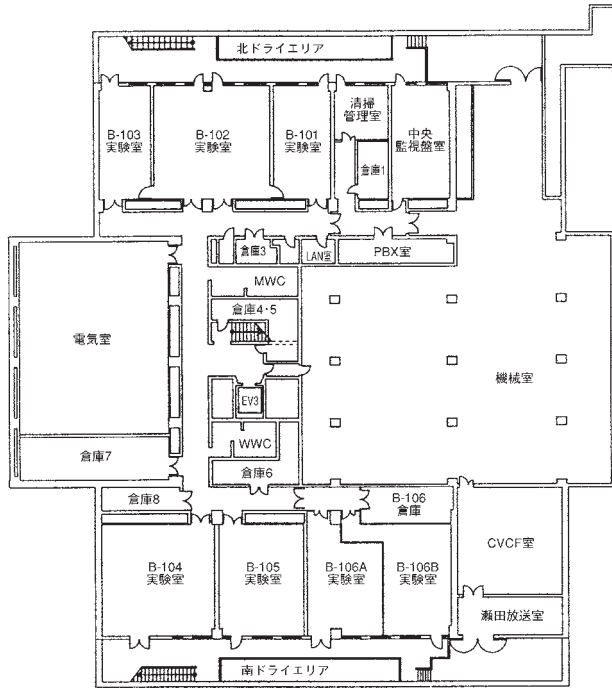 北ドライエリア
清掃
管理室
B-103
実験室
B-102
実験室
B-101
実験室
中央
監視盤室
倉庫1
倉庫3
LAN室
PBX室
MWC
倉庫4・5
電気室
機械室
EV3
WWC
倉庫7
倉庫6
倉庫8
B-106
倉庫
CVCF室
B-104
実験室
B-105
実験室
B-106A
実験室
B-106B
実験室
瀬田放送室
南ドライエリア